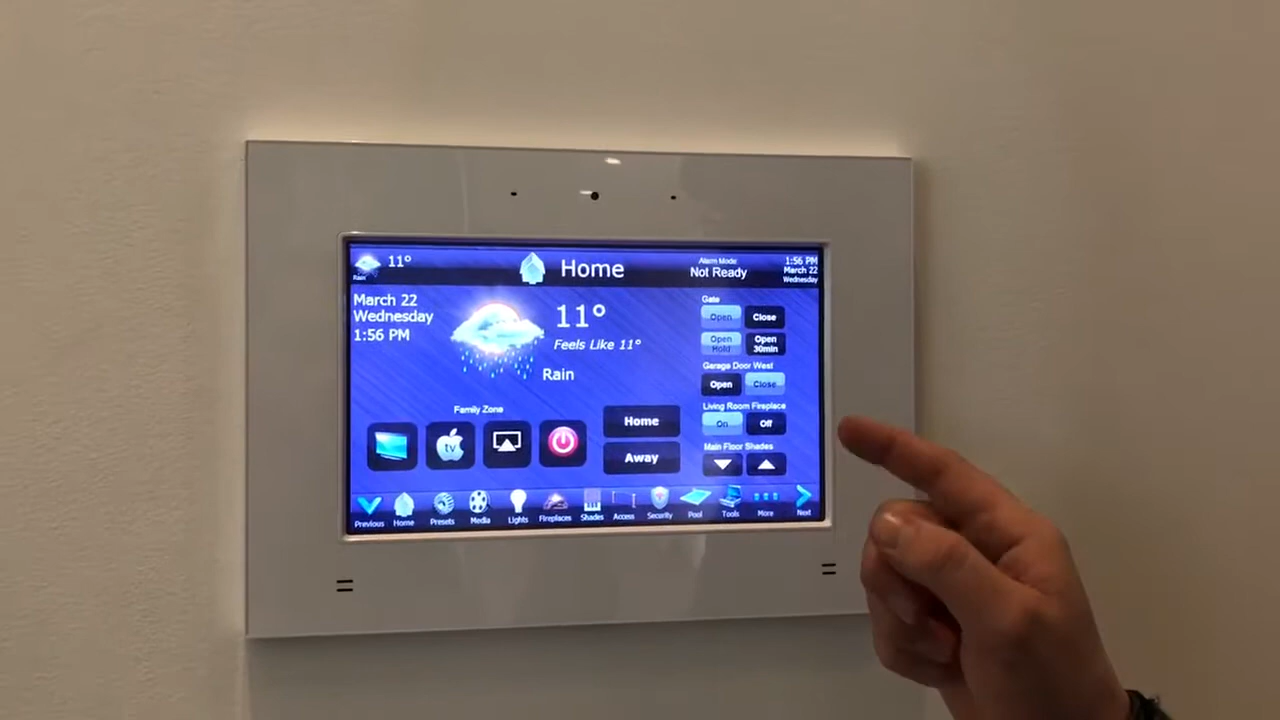 Rain
11°
Home
Alarm Mode:
Not Ready
1:56 PM
March 22
Wednesday
March 22
Wednesday
1:56 PM
11°
Feels Like 11°
Rain
Gate
Open Close
Open Hold
Open 30min
Garage Door West
Open Close
Living Room Fireplace
On Off
Main Floor Shades
Family Zone
tv
Home
Away
Previous Home Presets Media Lights Fireplaces Shades Access Security Pool Tools More Next